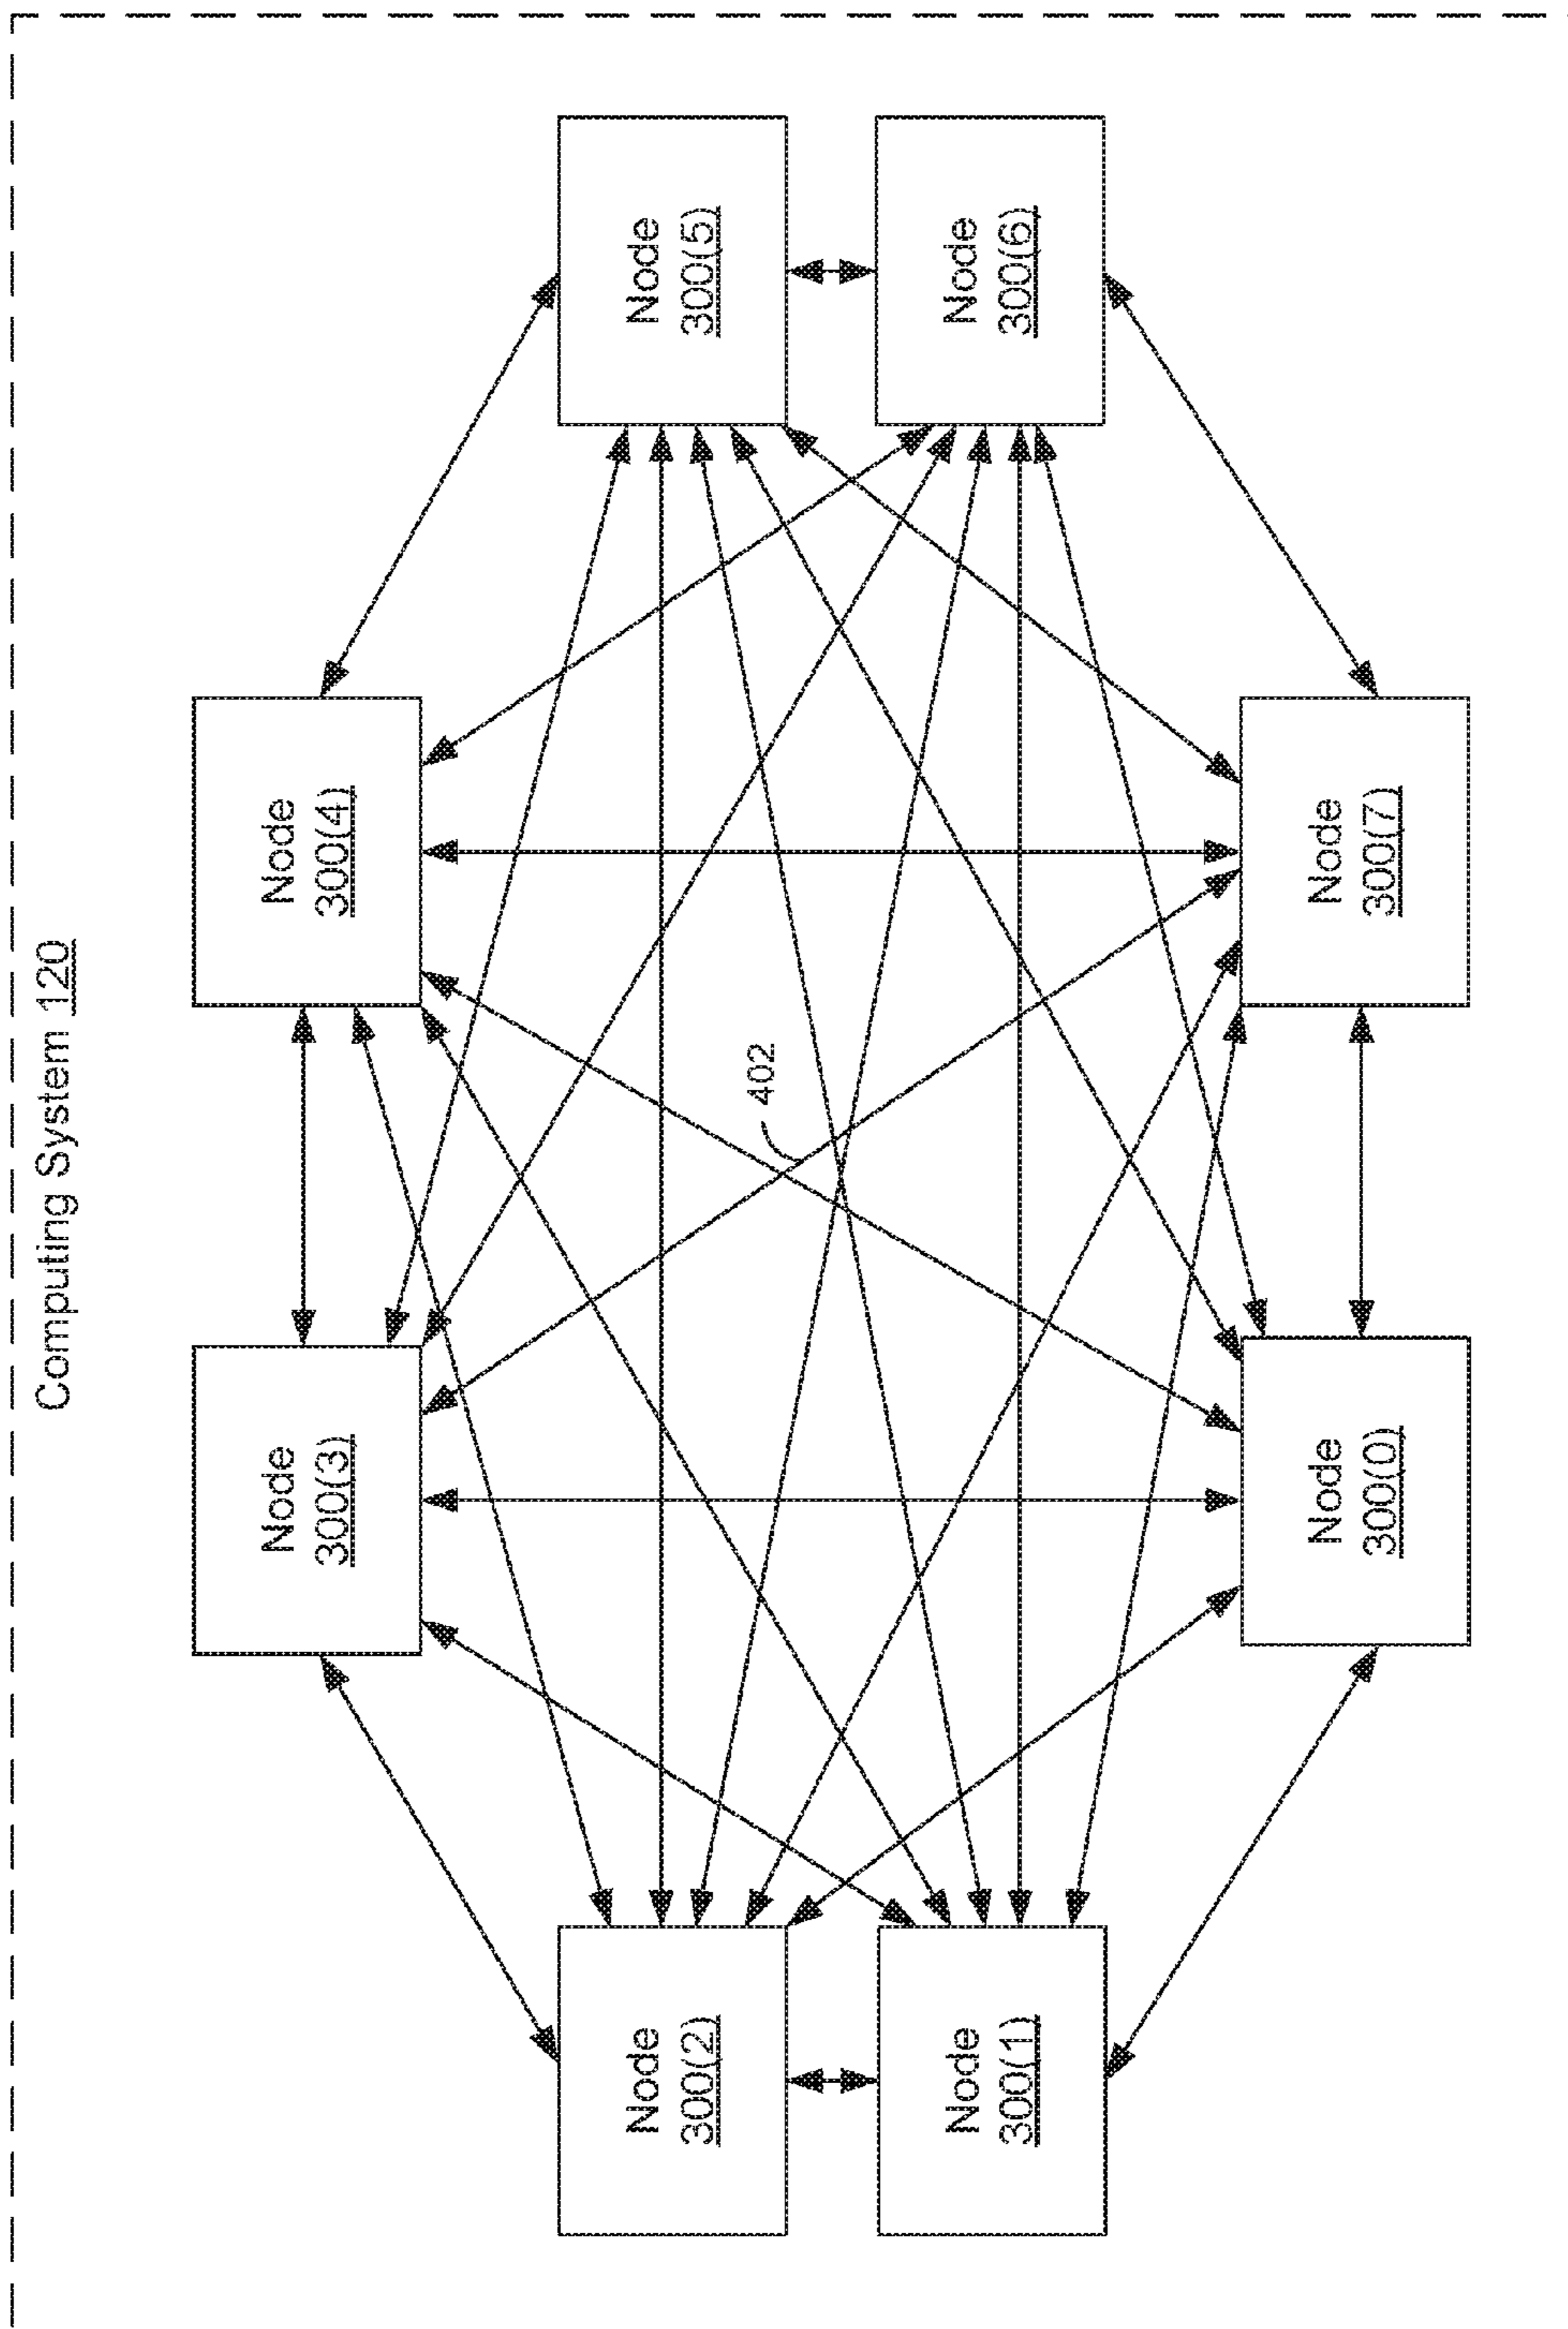 Computing System 120
Node
300(3)
Node
300(4)
Node
300(2)
Node
300(5)
402
Node
300(1)
Node
300(6)
Node
300(0)
Node
300(7)